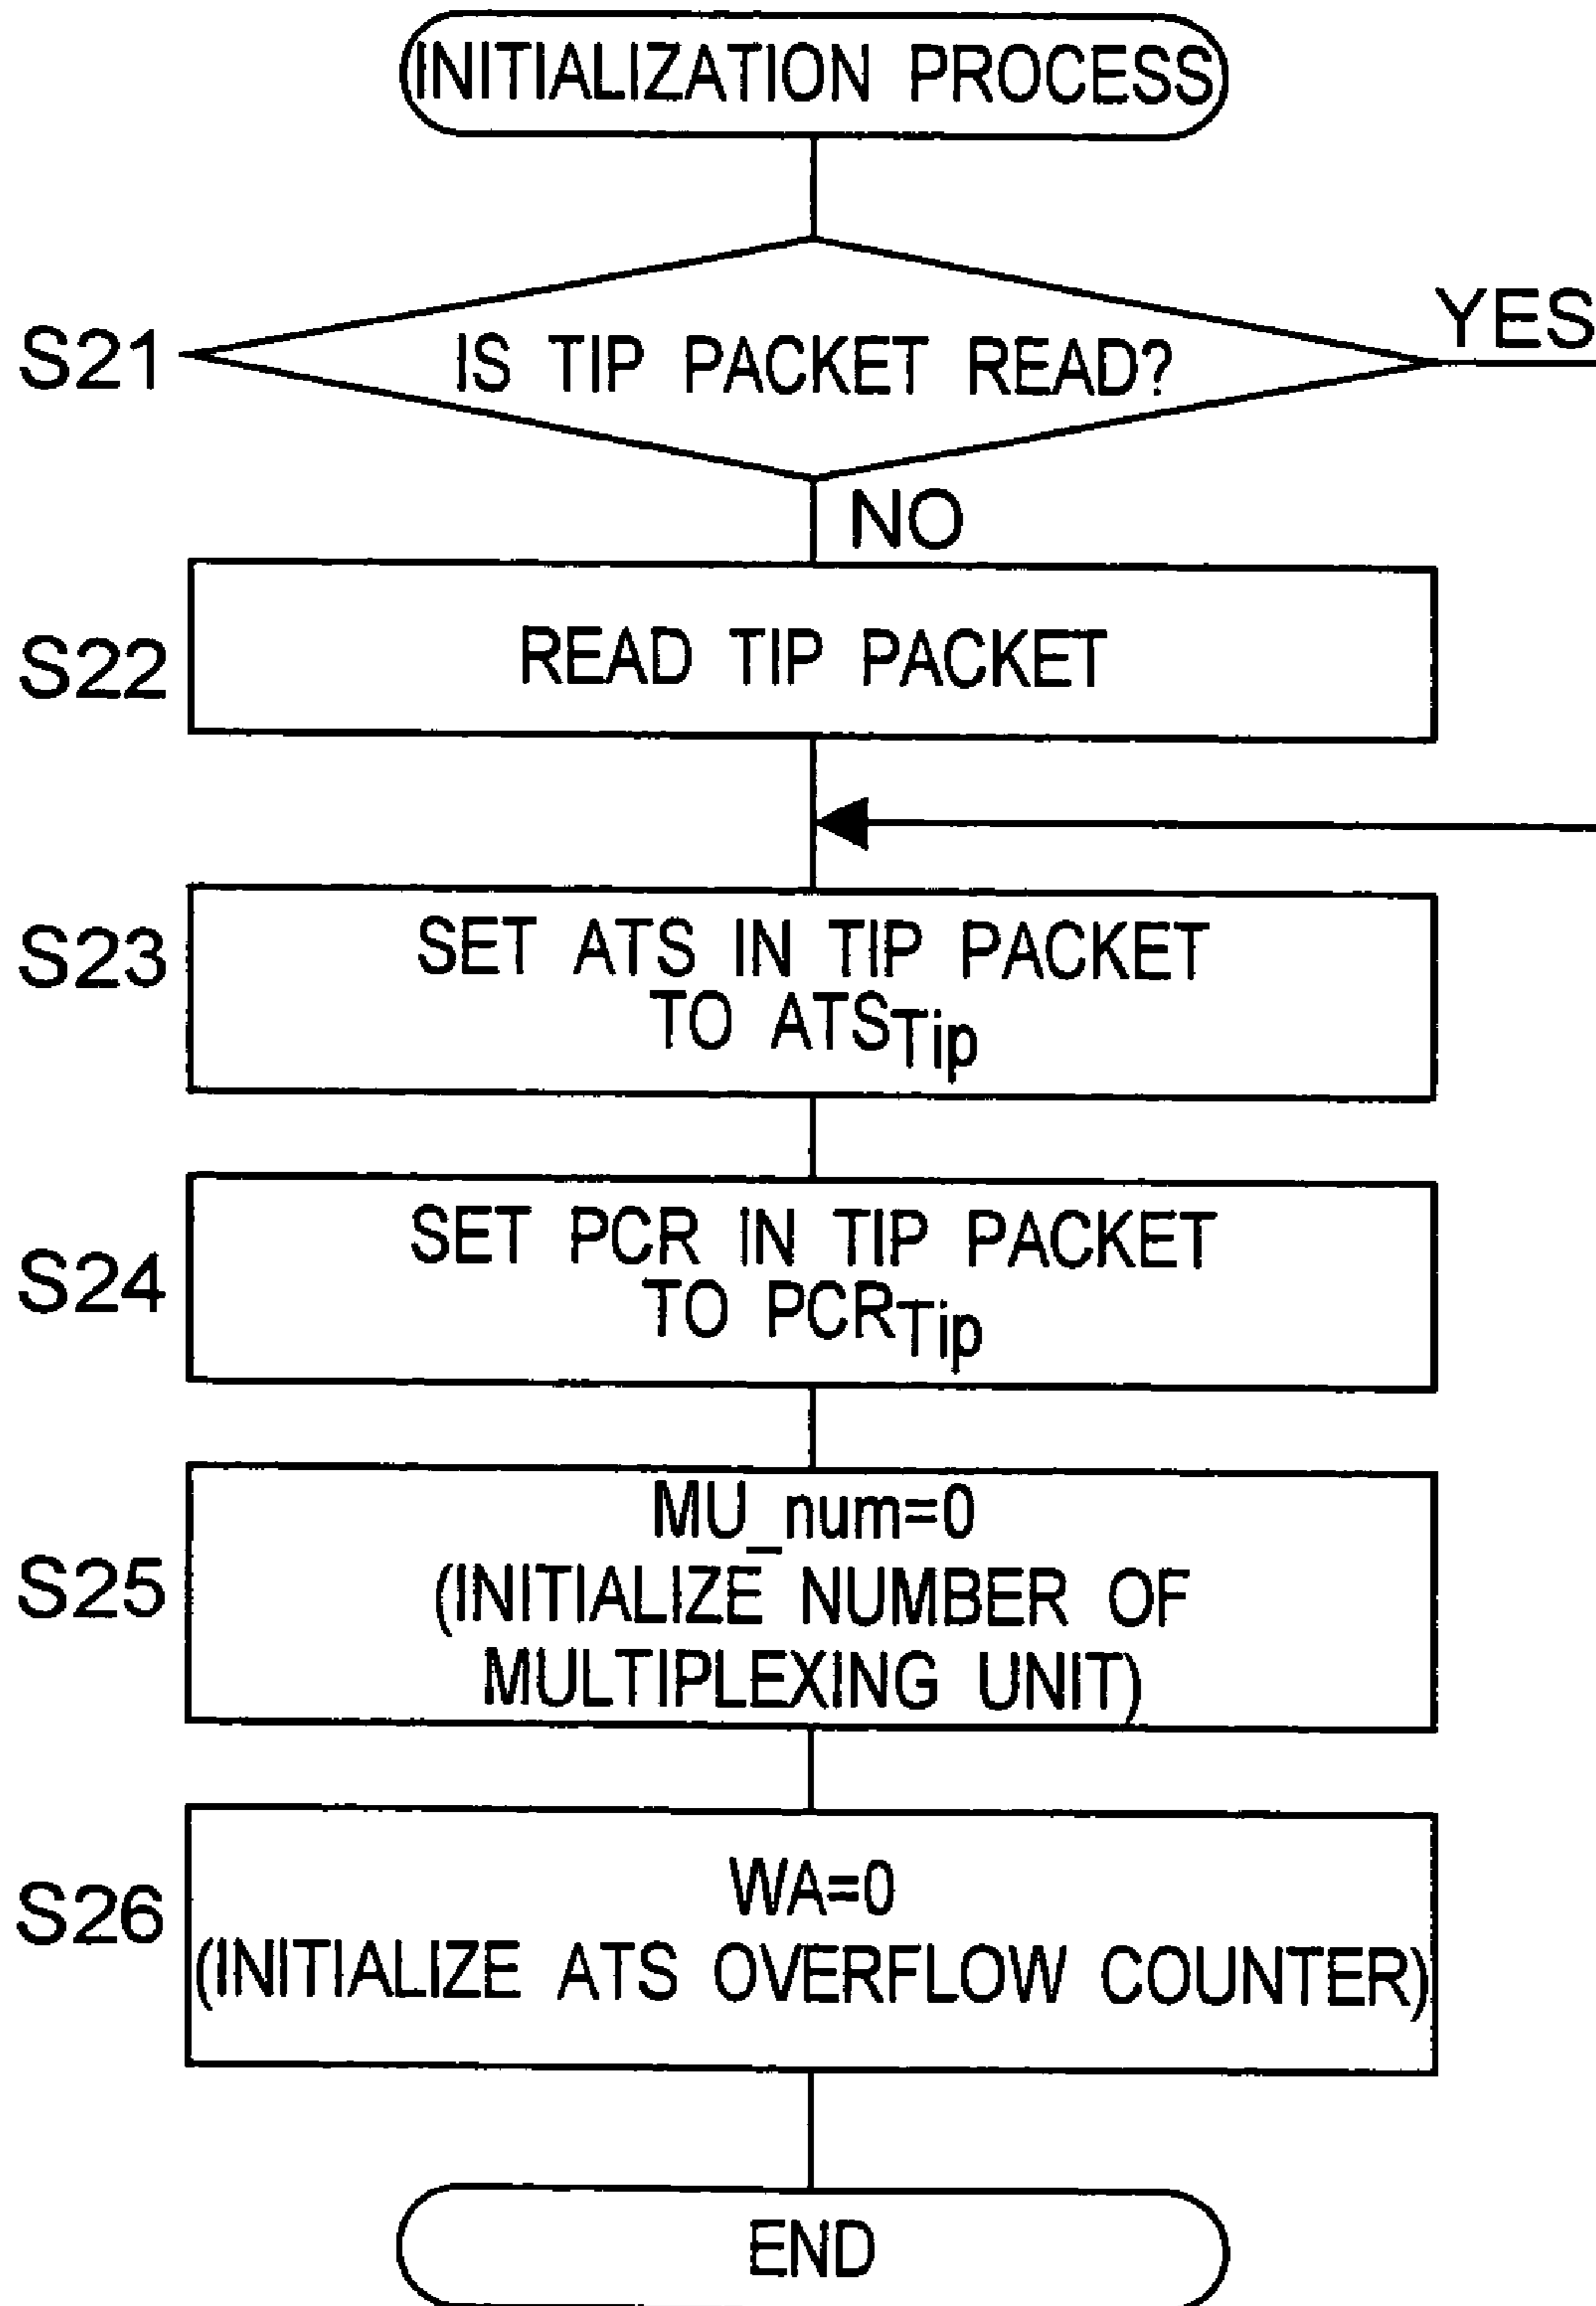 INITIALIZATION PROCESS
S21
IS TIP PACKET READ?
YES
NO
S22
READ TIP PACKET
S23
SET ATS IN TIP PACKET
TO ATSTip
S24
SET PCR IN TIP PACKET
TO PCRTip
S25
MU_num=0
(INITIALIZE NUMBER OF
MULTIPLEXING UNIT)
S26
WA=0
(INITIALIZE ATS OVERFLOW COUNTER)
END